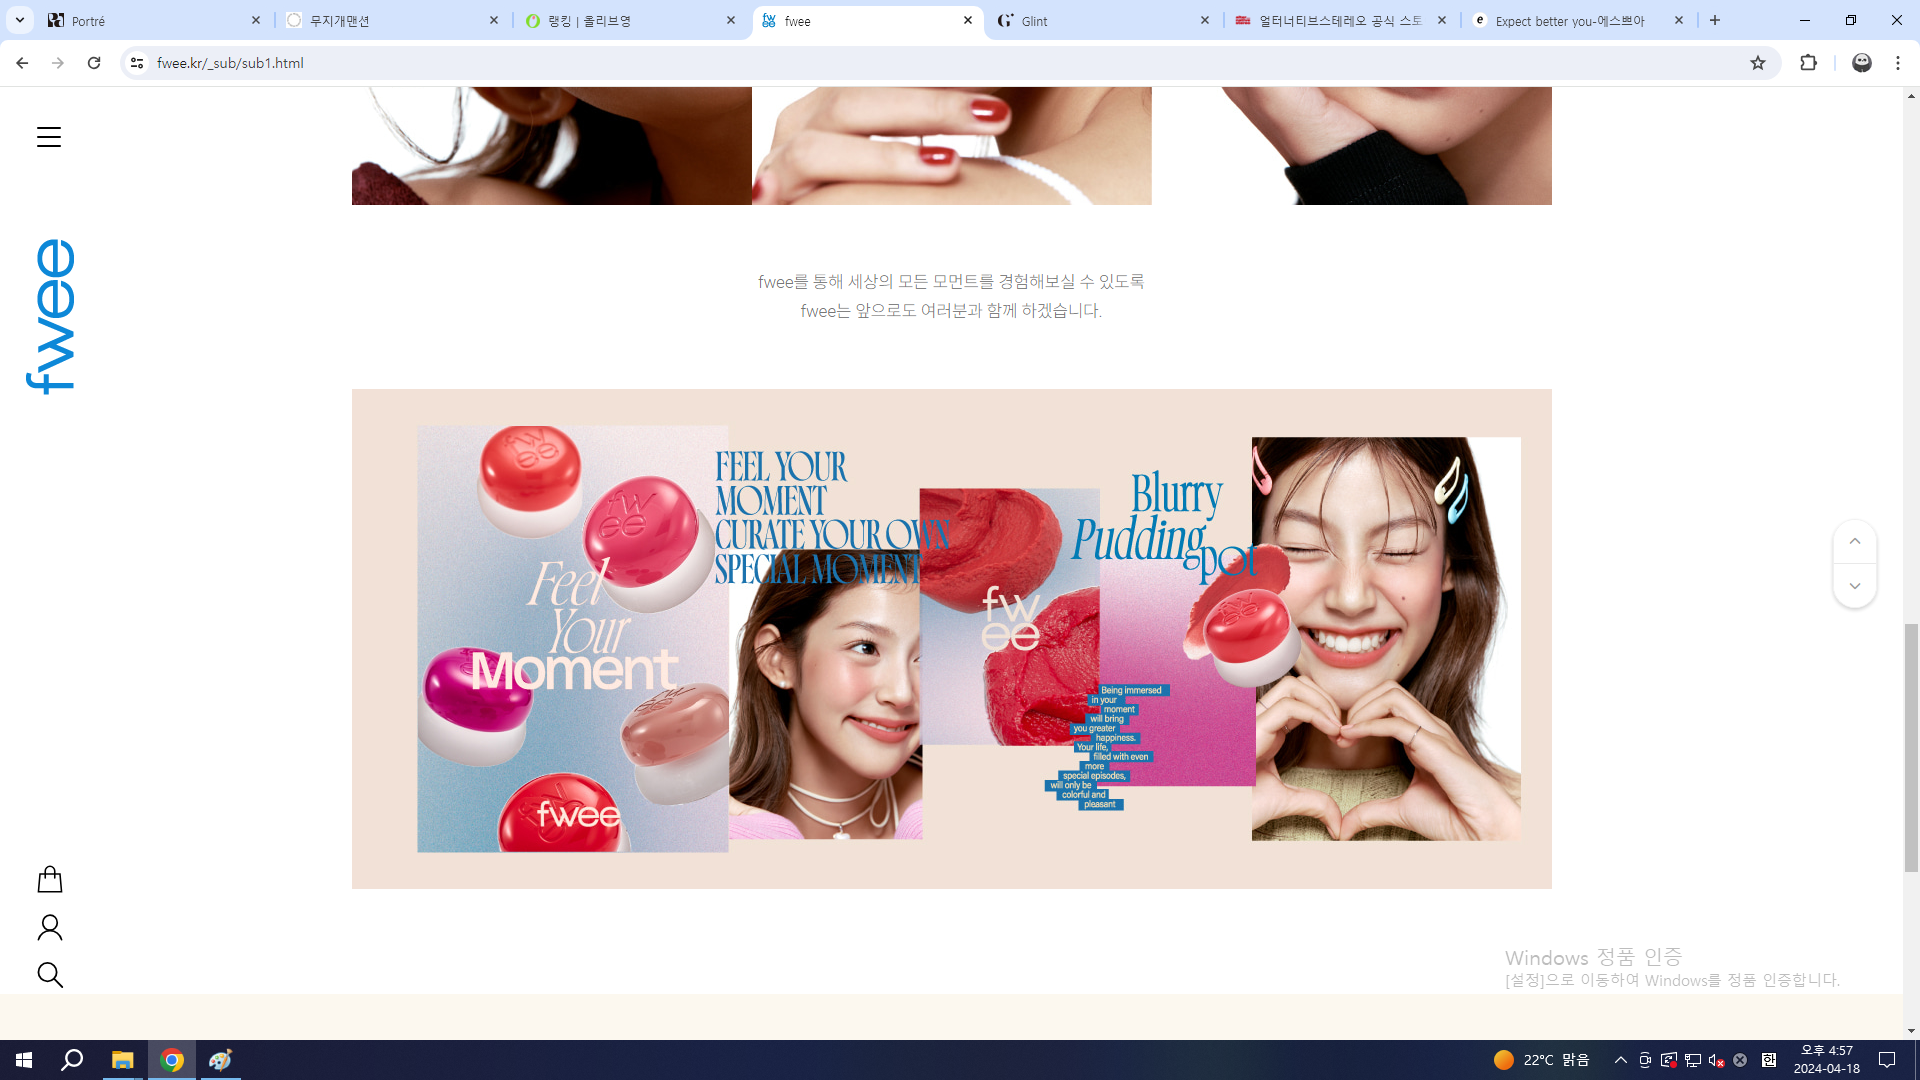 Portré
무지개맨션
랭킹 | 올리브영
fwee
Glint
얼터너티브스테레오 공식 스토
Expect better you-에스쁘아
fwee.kr/_sub/sub1.html
fwee
fwee를 통해 세상의 모든 모먼트를 경험해보실 수 있도록
fwee는 앞으로도 여러분과 함께 하겠습니다.
fw
ee
fw
ee
Feel
Your
Moment
fwee
FEEL YOUR
MOMENT
CURATE YOUR OWN
SPECIAL MOMENT
fw
ee
Blurry
Pudding
pot
Being immersed
in your
moment
will bring
you greater
happiness.
Your life,
filled with even
more
special episodes,
will only be
colorful and
pleasant
Windows 정품 인증
[설정]으로 이동하여 Windows를 정품 인증합니다.
22°C 맑음
한
오후 4:57
2024-04-18